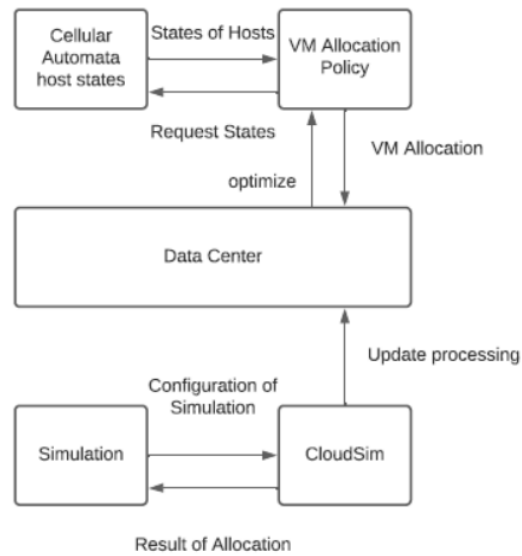 Cellular
Automata
host states
States of Hosts
VM Allocation
Policy
Request States
VM Allocation
optimize
Data Center
Update processing
Configuration of
Simulation
Simulation
CloudSim
Result of Allocation